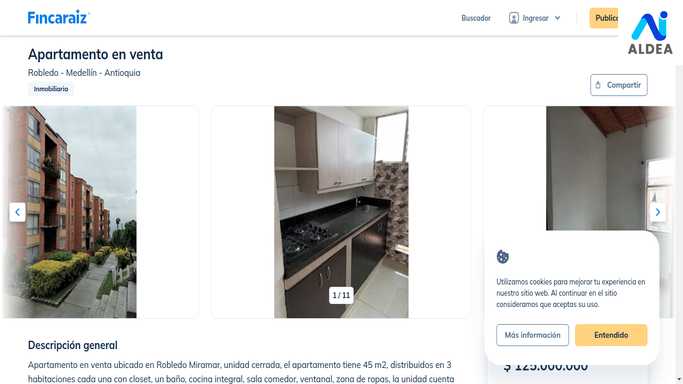 Fincaraiz
Buscador
Ingresar
Public
ALDEA
Apartamento en venta
Robledo - Medellín - Antioquia
Inmobiliario
Compartir
1 / 11
Utilizamos cookies para mejorar tu experiencia en
nuestro sitio web. Al continuar en el sitio
consideramos que aceptas su uso.
Más información
Entendido
$ 125.000.000
Descripción general
Apartamento en venta ubicado en Robledo Miramar, unidad cerrada, el apartamento tiene 45 m2, distribuidos en 3
habitaciones cada una con closet, un baño, cocina integral, sala comedor, ventanal, zona de ropas, la unidad cuenta